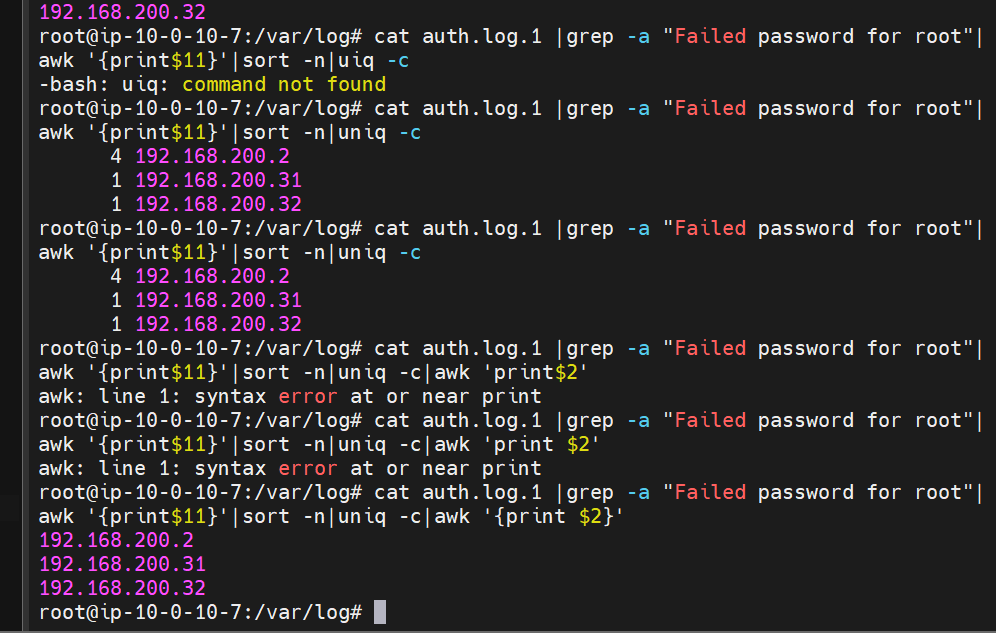 192.168.200.32
root@ip-10-0-10-7:/var/log# cat auth.log.1 |grep -a "Failed password for root"|
awk '{print$11}'|sort -n|uiq -c
-bash: uiq: command not found
root@ip-10-0-10-7:/var/log# cat auth.log.1 |grep -a "Failed password for root"|
awk '{print$11}'|sort -n|uniq -c
4 192.168.200.2
1 192.168.200.31
1 192.168.200.32
root@ip-10-0-10-7:/var/log# cat auth.log.1 |grep -a "Failed password for root"|
awk '{print$11}'|sort -n|uniq -c
4 192.168.200.2
1 192.168.200.31
1 192.168.200.32
root@ip-10-0-10-7:/var/log# cat auth.log.1 |grep -a "Failed password for root"|
awk '{print$11}'|sort -n|uniq -c|awk 'print$2'
awk: line 1: syntax error at or near print
root@ip-10-0-10-7:/var/log# cat auth.log.1 |grep -a "Failed password for root"|
awk '{print$11}'|sort -n|uniq -c|awk 'print $2'
awk: line 1: syntax error at or near print
root@ip-10-0-10-7:/var/log# cat auth.log.1 |grep -a "Failed password for root"|
awk '{print$11}'|sort -n|uniq -c|awk '{print $2}'
192.168.200.2
192.168.200.31
192.168.200.32
root@ip-10-0-10-7:/var/log#